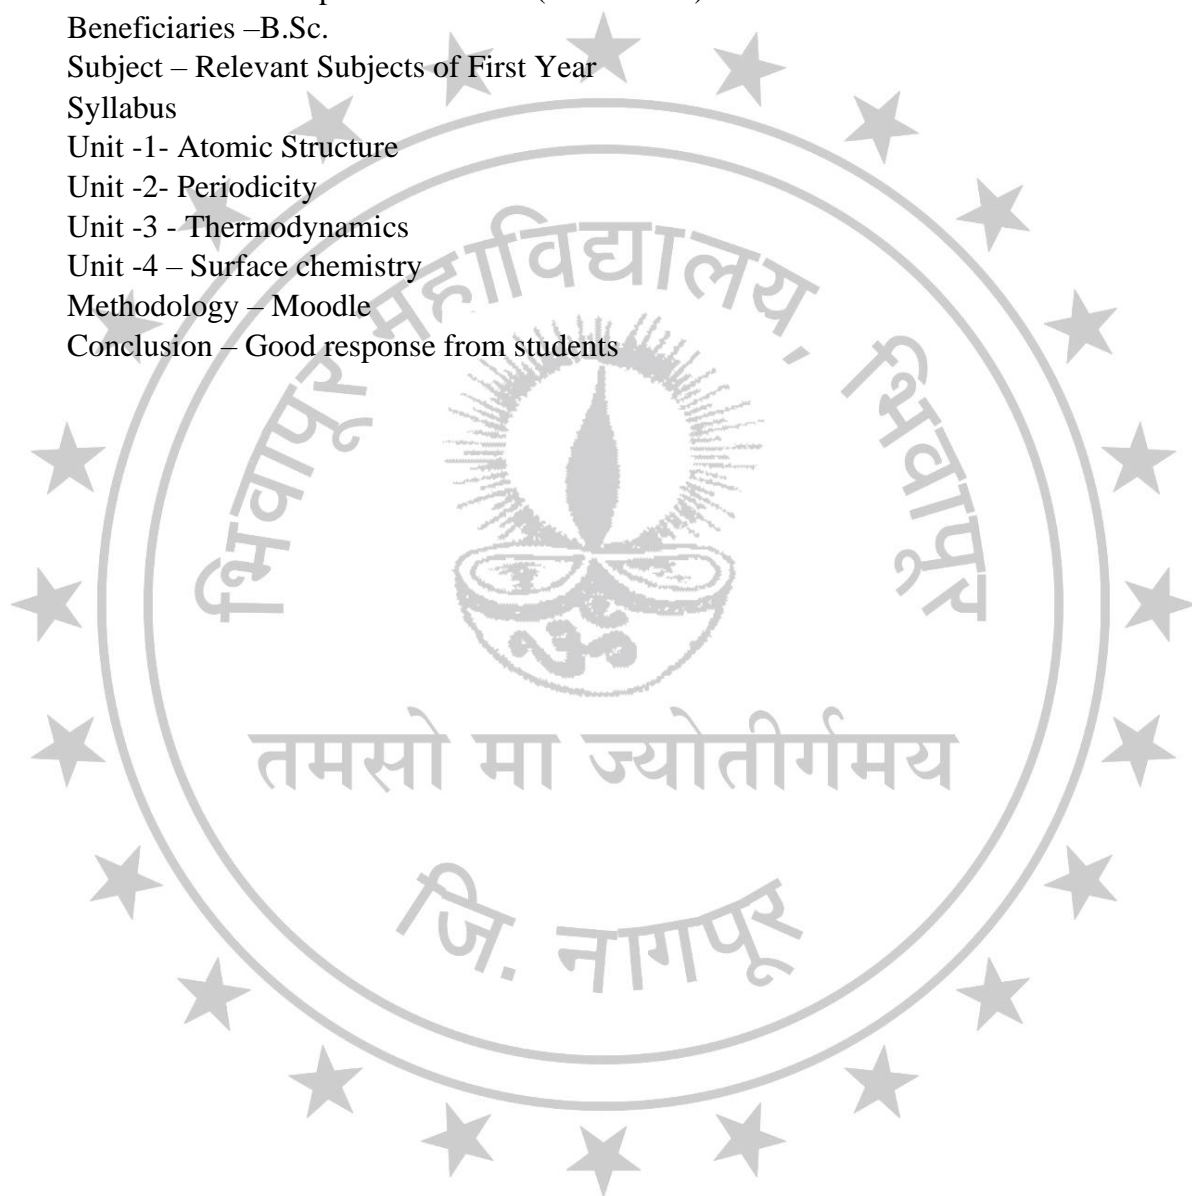 Beneficiaries –B.Sc.
Subject – Relevant Subjects of First Year
Syllabus
Unit -1- Atomic Structure
Unit -2- Periodicity
Unit -3 - Thermodynamics
Unit -4 – Surface chemistry
Methodology – Moodle
Conclusion – Good response from students
भिवापूर महाविद्यालय, भिवापूर
तमसो मा ज्योतीर्गमय
जि. नागपूर